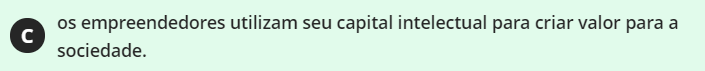 C os empreendedores utilizam seu capital intelectual para criar valor para a
sociedade.